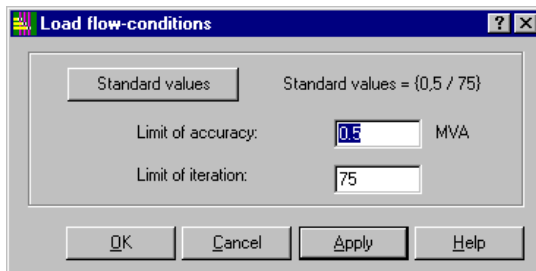 Load flow-conditions
Standard values Standard values = {0,5 / 75}
Limit of accuracy: 0.5 MVA
Limit of iteration: 75
OK Cancel Apply Help